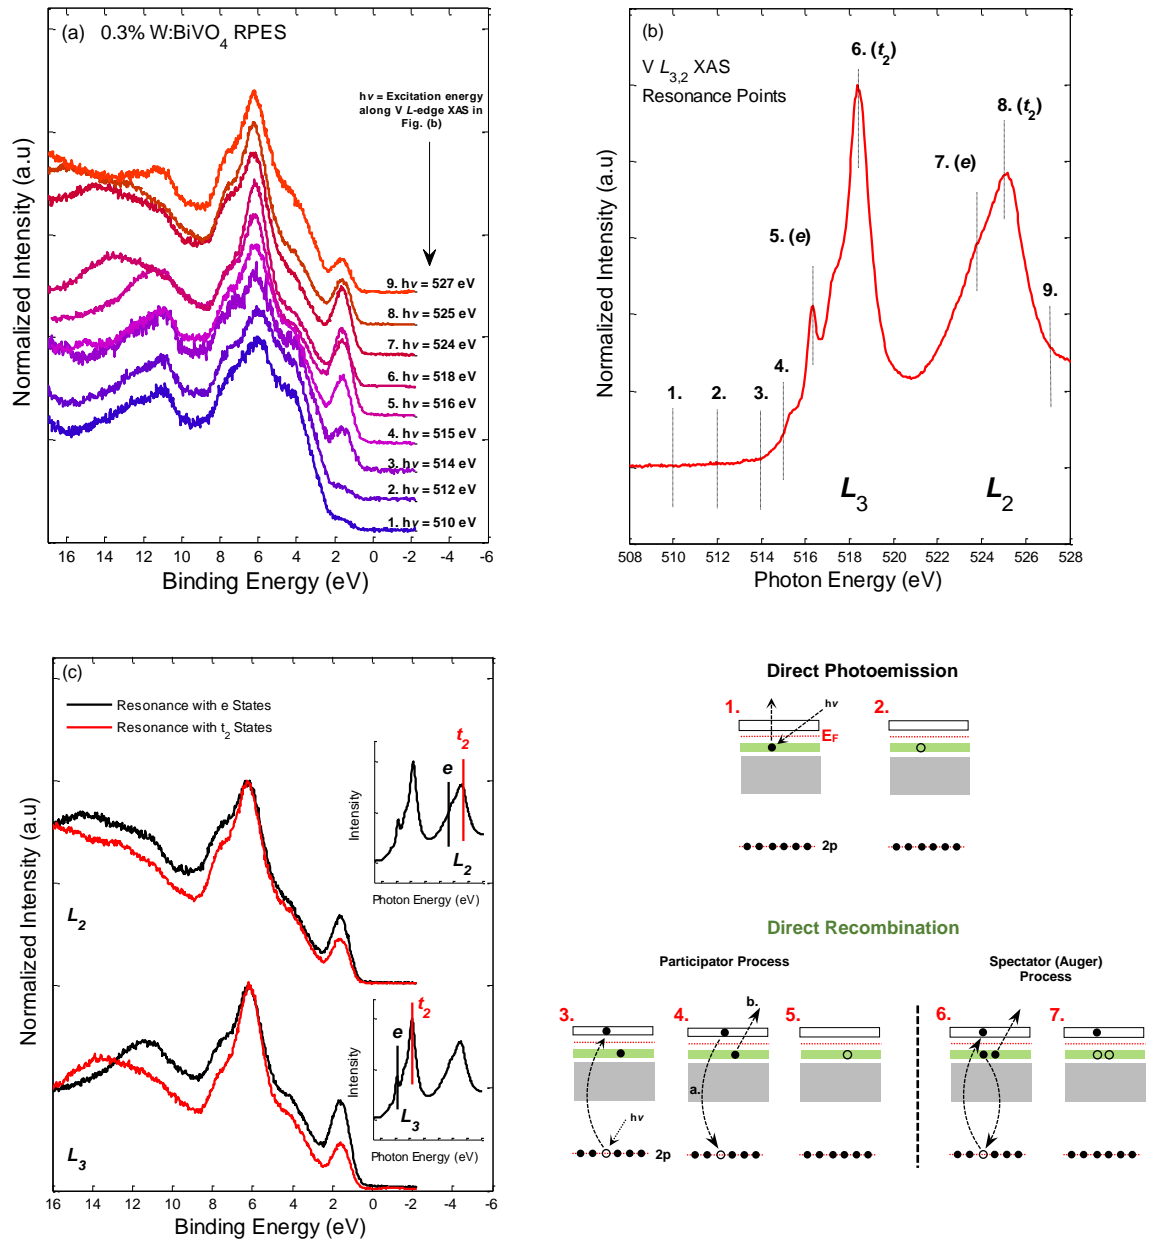 (a) 0.3% W:BiVO4 RPES
hν = Excitation energy
along V L-edge XAS in
Fig. (b)
9. hν = 527 eV
8. hν = 525 eV
7. hν = 524 eV
6. hν = 518 eV
5. hν = 516 eV
4. hν = 515 eV
3. hν = 514 eV
2. hν = 512 eV
1. hν = 510 eV
Normalized Intensity (a.u)
16 14 12 10 8 6 4 2 0 -2 -4 -6
Binding Energy (eV)
(b)
V L3,2 XAS
Resonance Points
6. (t2)
8. (t2)
7. (e)
5. (e)
9.
4.
1. 2. 3.
L3 L2
Normalized Intensity (a.u)
508 510 512 514 516 518 520 522 524 526 528
Photon Energy (eV)
(c)
Resonance with e States
Resonance with t2 States
t2
e
L2
Intensity
Photon Energy (eV)
L2
t2
e
L3
Intensity
Photon Energy (eV)
L3
Normalized Intensity (a.u)
16 14 12 10 8 6 4 2 0 -2 -4 -6
Binding Energy (eV)
Direct Photoemission
1. hν 2.
EF
2p
Direct Recombination
Participator Process
Spectator (Auger)
Process
3. 4. b. 5. 6. 7.
a.
hν
2p